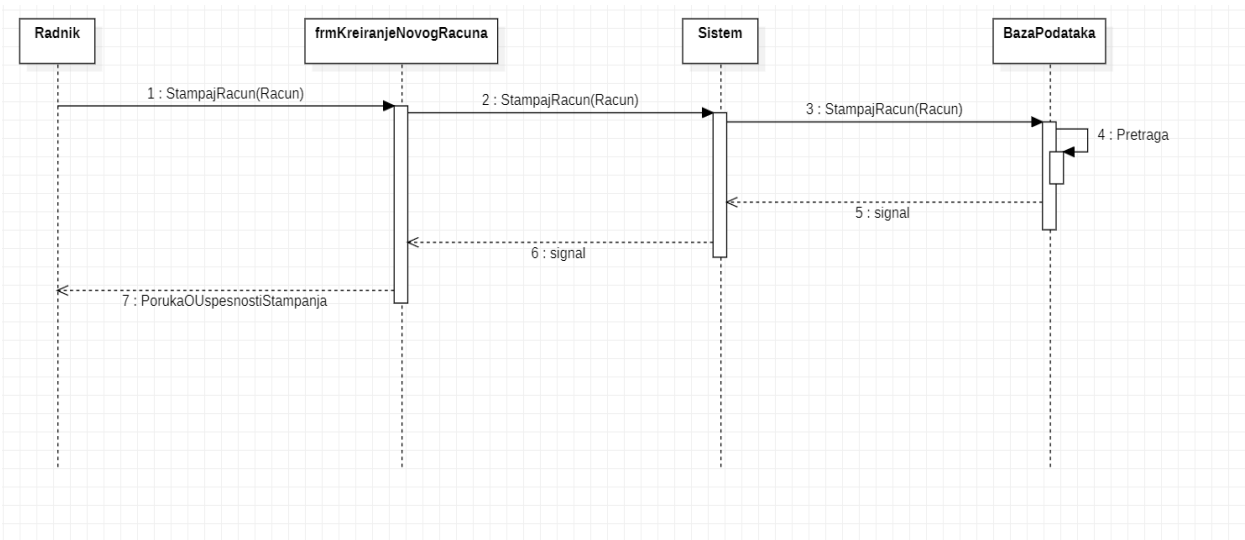 Radnik
frmKreiranjeNovogRacuna
Sistem
BazaPodataka
1 : StampajRacun(Racun)
2 : StampajRacun(Racun)
3 : StampajRacun(Racun)
4 : Pretraga
5 : signal
6 : signal
7 : PorukaOUspesnostiStampanja